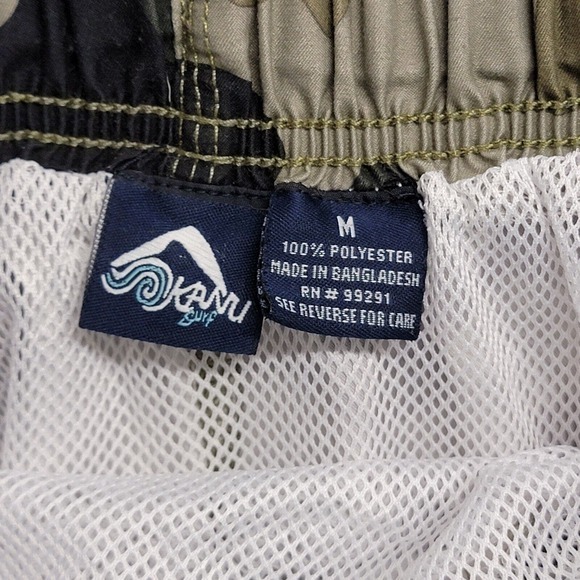 KANU
Surf
M
100% POLYESTER
MADE IN BANGLADESH
RN # 99291
SEE REVERSE FOR CARE